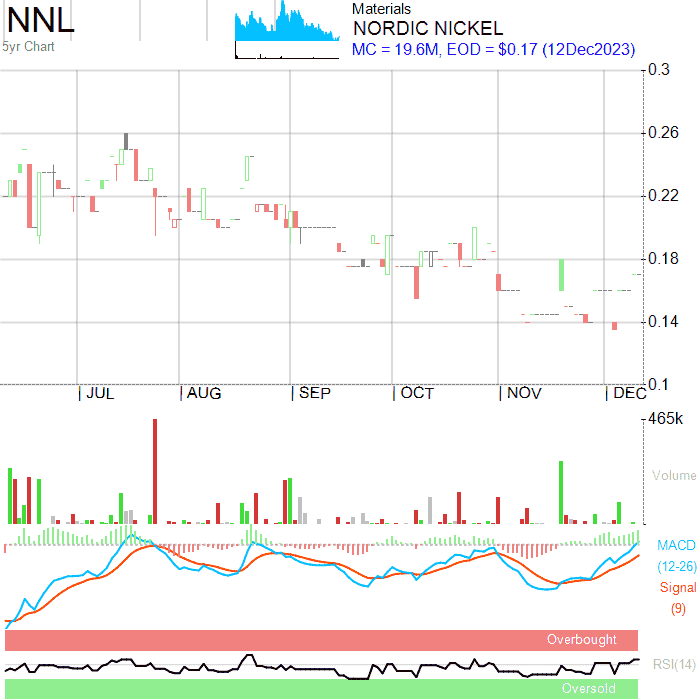 NNL
5yr Chart
Materials
NORDIC NICKEL
MC = 19.6M, EOD = $0.17 (12Dec2023)
0.3
0.26
0.22
0.18
0.14
0.1
JUL AUG SEP OCT NOV DEC
465k
Volume
MACD
(12-26)
Signal
(9)
Overbought
RSI(14)
Oversold